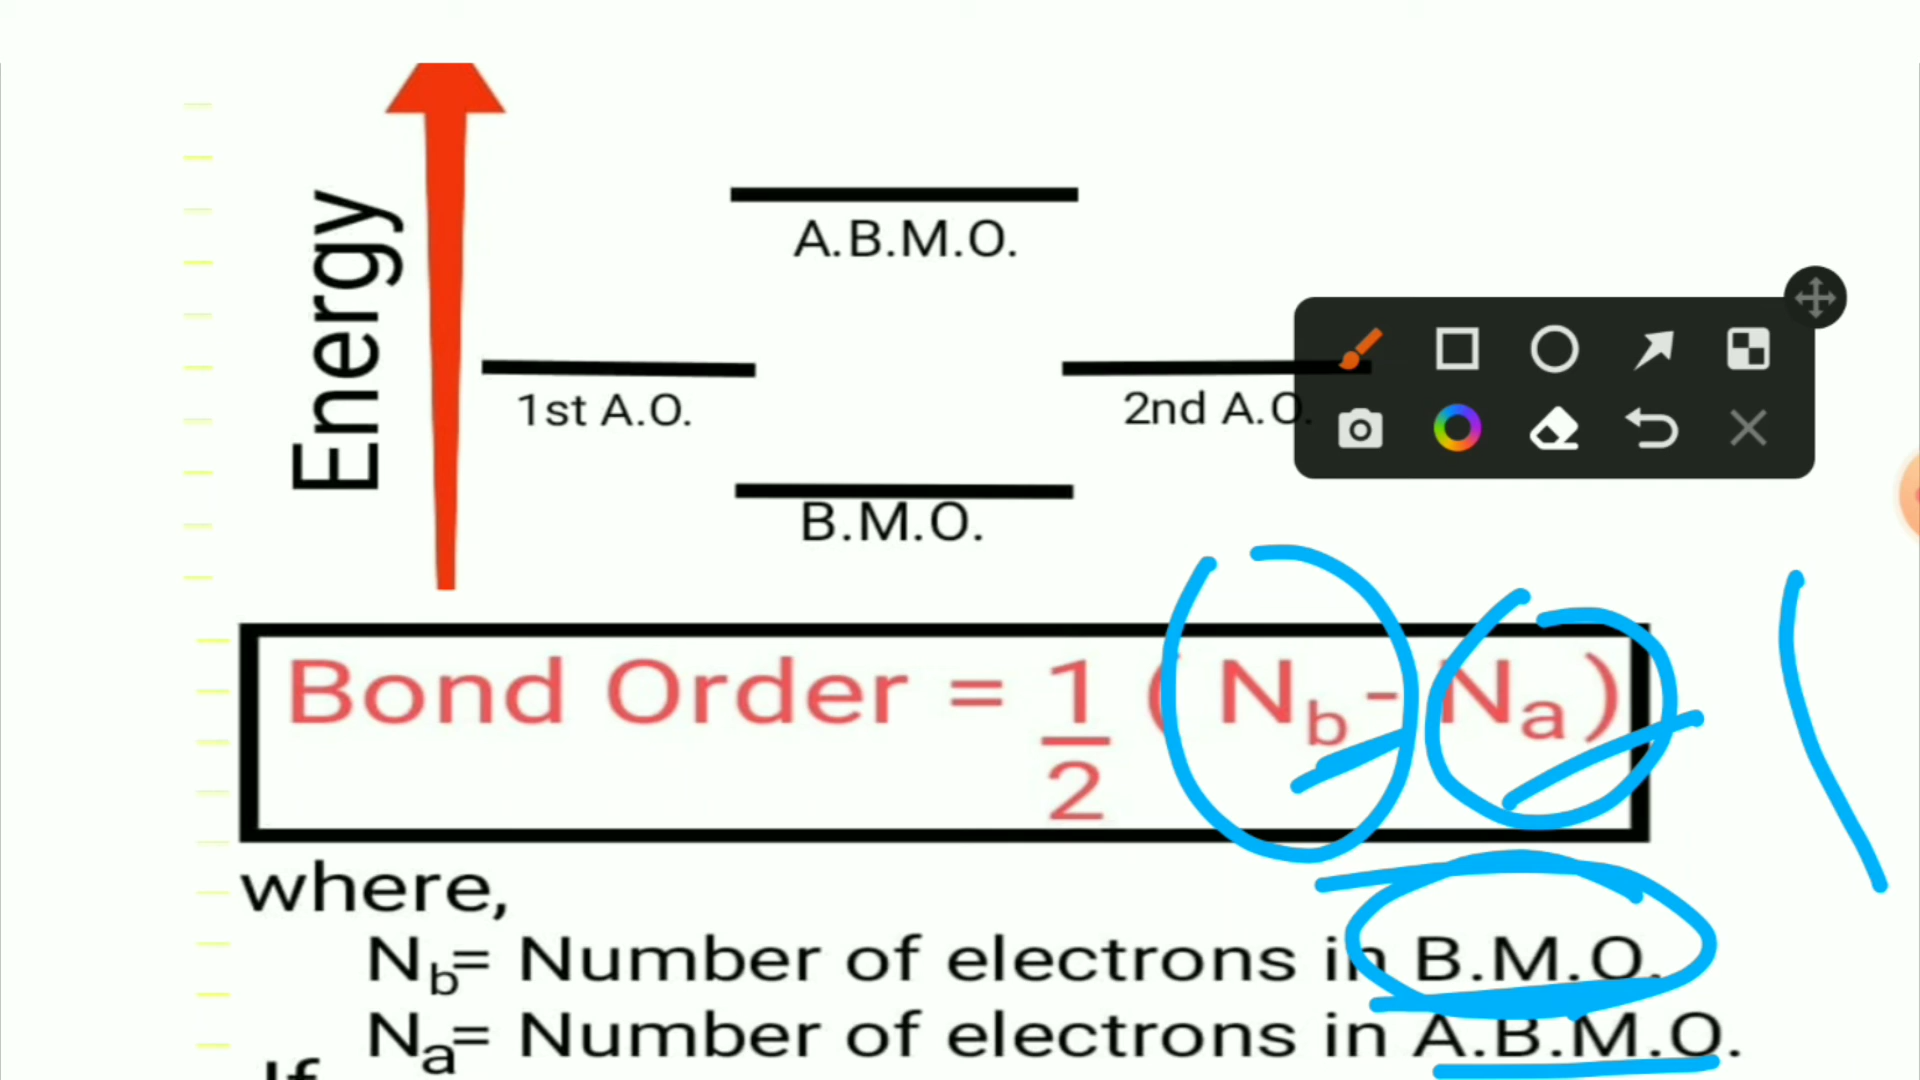 Energy
A.B.M.O.
1st A.O.
2nd A.O.
B.M.O.
Bond Order = 1/2 ( Nb - Na )
where,
Nb = Number of electrons in B.M.O.
Na = Number of electrons in A.B.M.O.
If